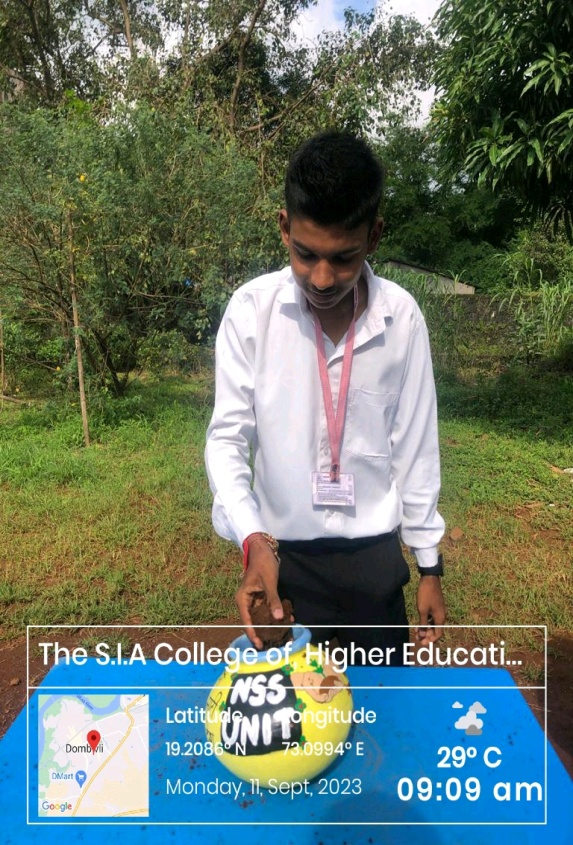 The S.I.A College of, Higher Educati...
NSS
UNIT
Latitude
Longitude
19.2086° N
73.0994° E
Monday, 11, Sept, 2023
29° C
09:09 am
Dombivli
DMart
Google